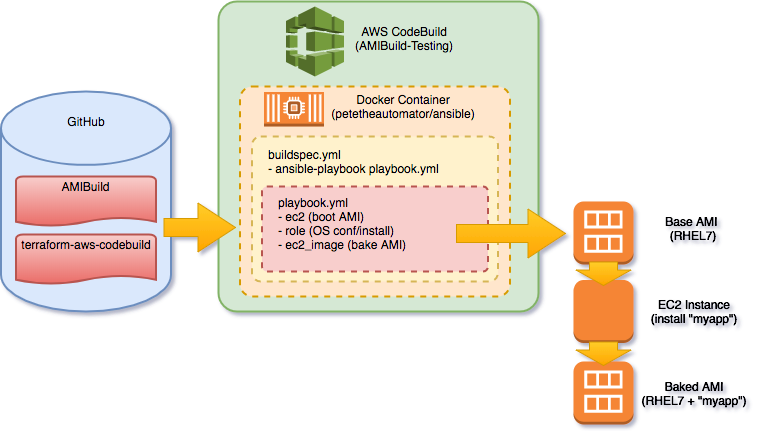 GitHub
AMIBuild
terraform-aws-codebuild
AWS CodeBuild
(AMIBuild-Testing)
Docker Container
(petetheautomator/ansible)
buildspec.yml
- ansible-playbook playbook.yml
playbook.yml
- ec2 (boot AMI)
- role (OS conf/install)
- ec2_image (bake AMI)
Base AMI
(RHEL7)
EC2 Instance
(install "myapp")
Baked AMI
(RHEL7 + "myapp")